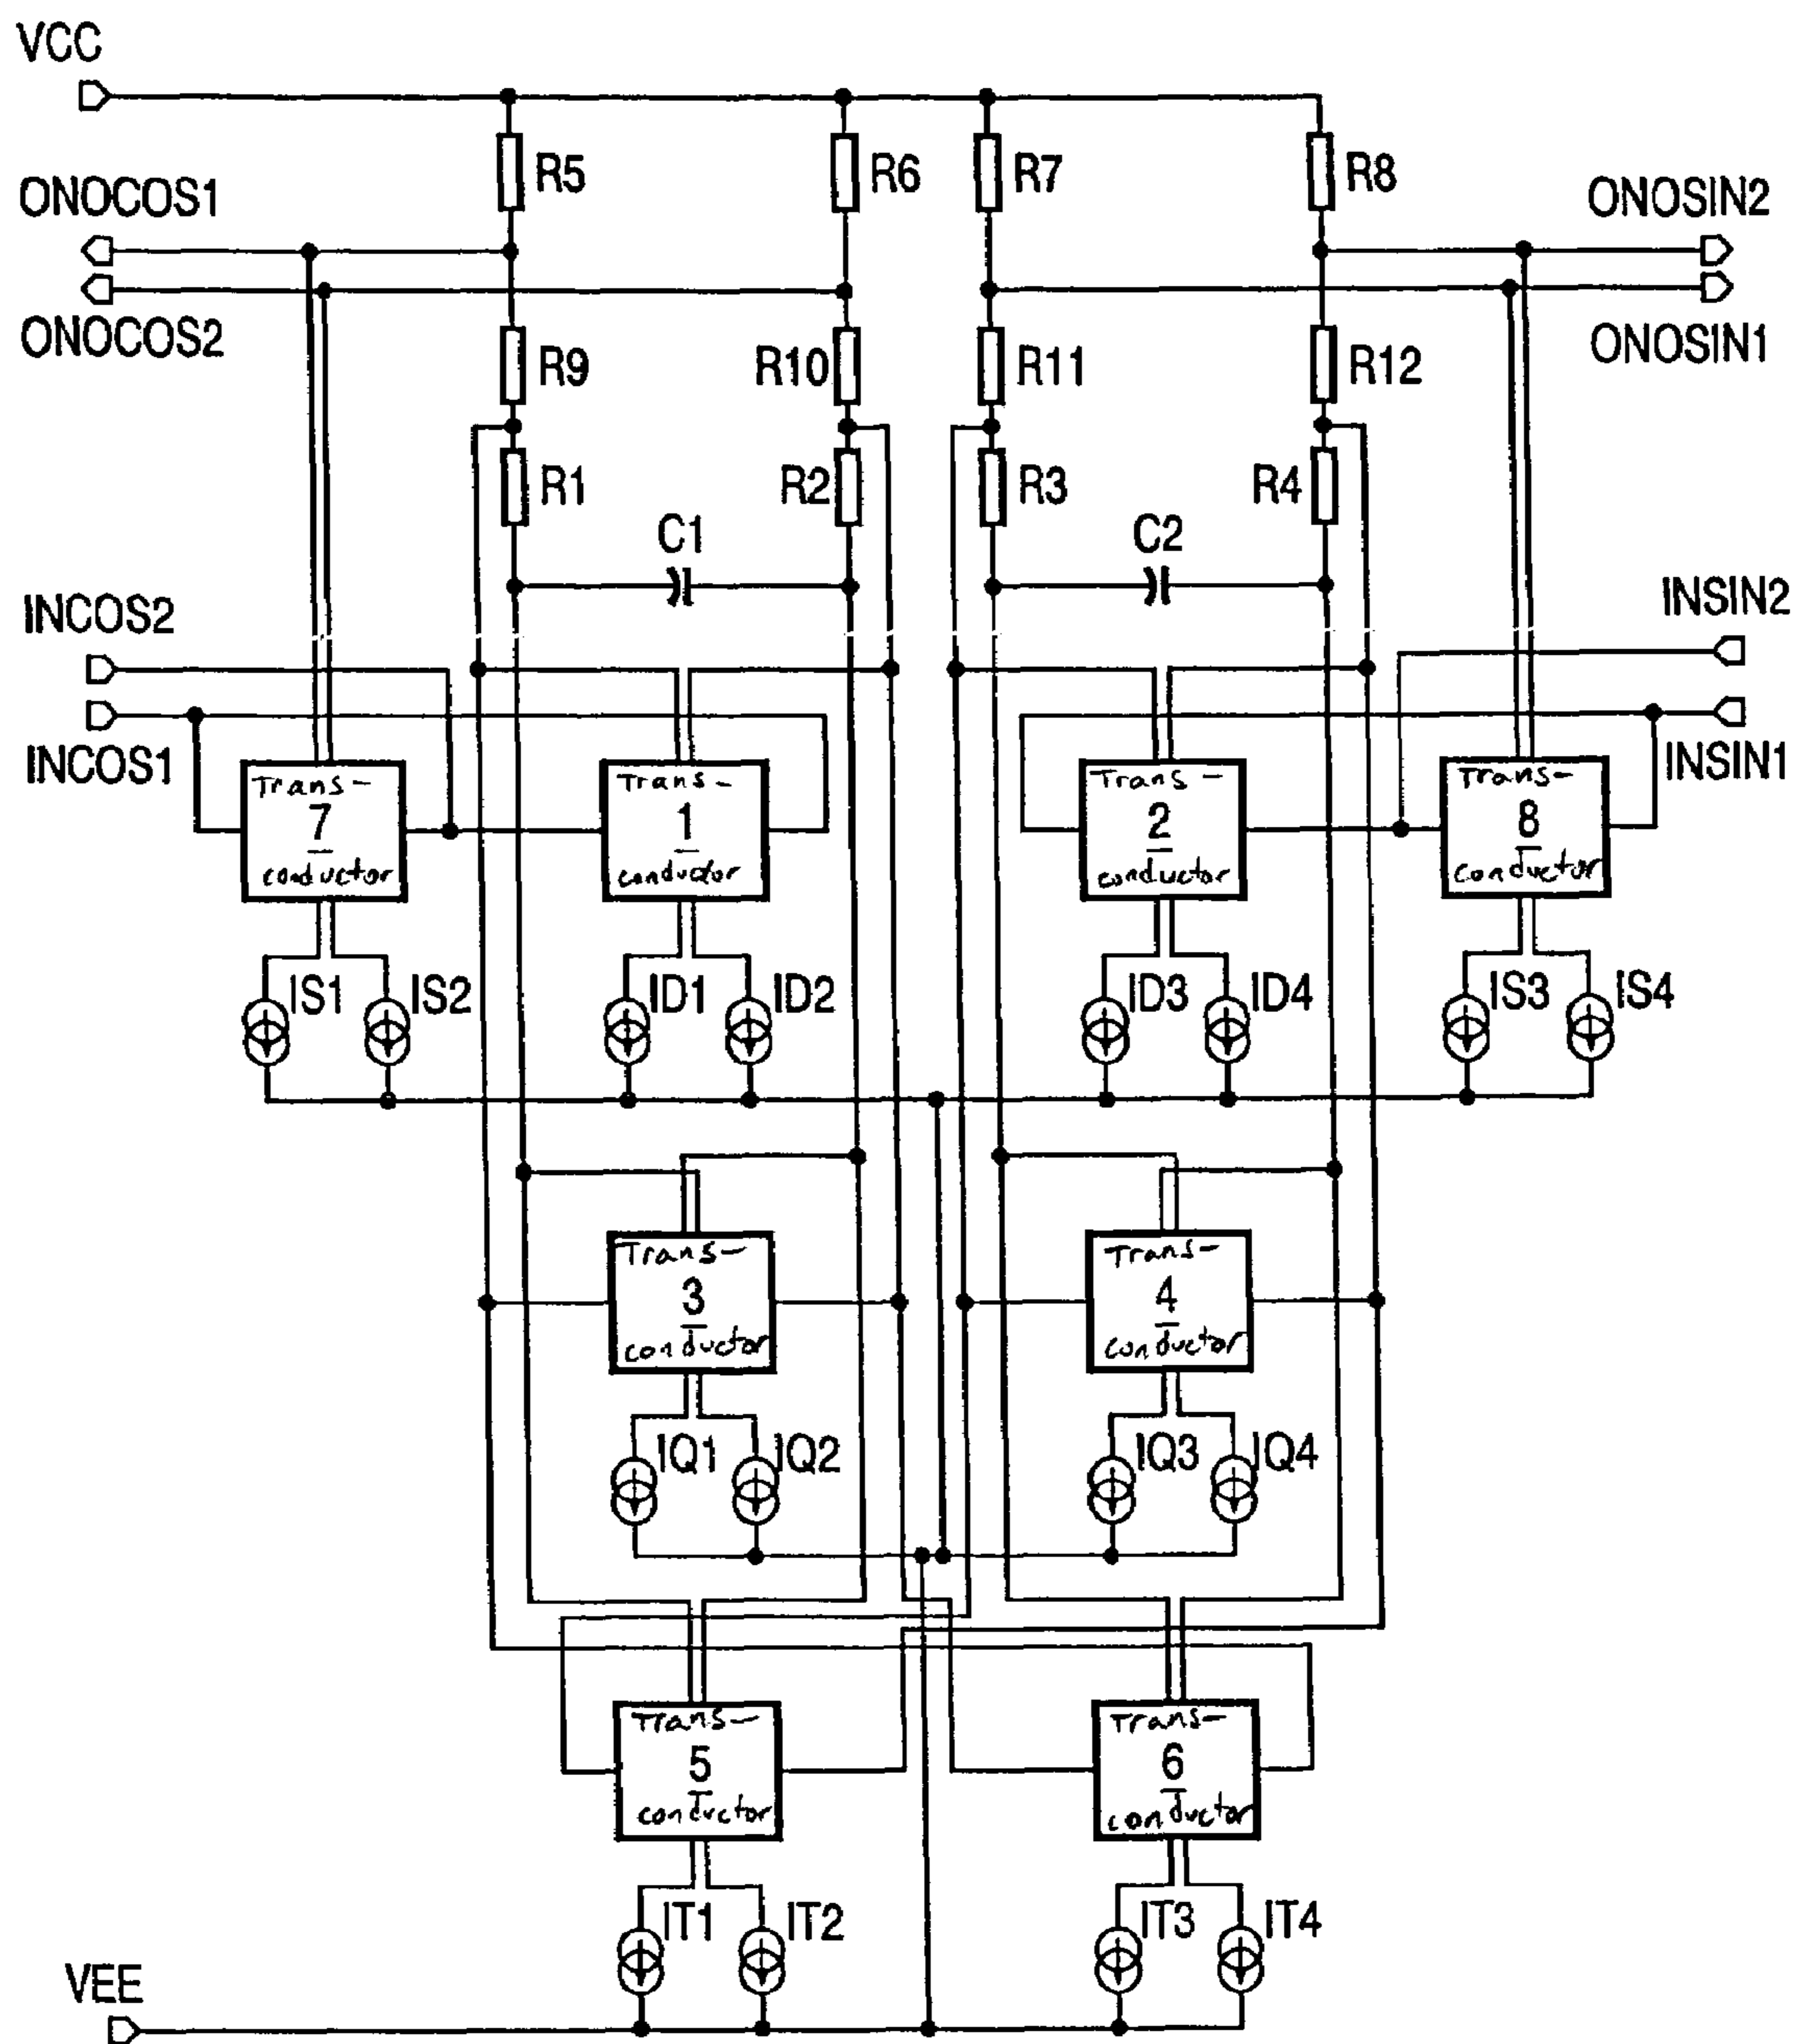 VCC
R5
R6
R7
R8
ONOCOS1
ONOSIN2
ONOCOS2
ONOSIN1
R9
R10
R11
R12
R1
R2
R3
R4
C1
C2
INCOS2
INSIN2
INCOS1
INSIN1
Trans-
7
conductor
Trans-
1
conductor
Trans-
2
conductor
Trans-
8
conductor
IS1
IS2
ID1
ID2
ID3
ID4
IS3
IS4
Trans-
3
conductor
Trans-
4
conductor
IQ1
IQ2
IQ3
IQ4
Trans-
5
conductor
Trans-
6
conductor
IT1
IT2
IT3
IT4
VEE